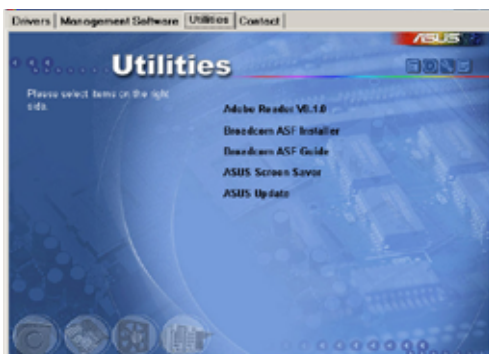 Drivers Management Software Utilities Contact
ASUS
Utilities
Please select items on the right
side.
Adobe Reader V8.1.0
Broadcom ASF Installer
Broadcom ASF Guide
ASUS Screen Saver
ASUS Update